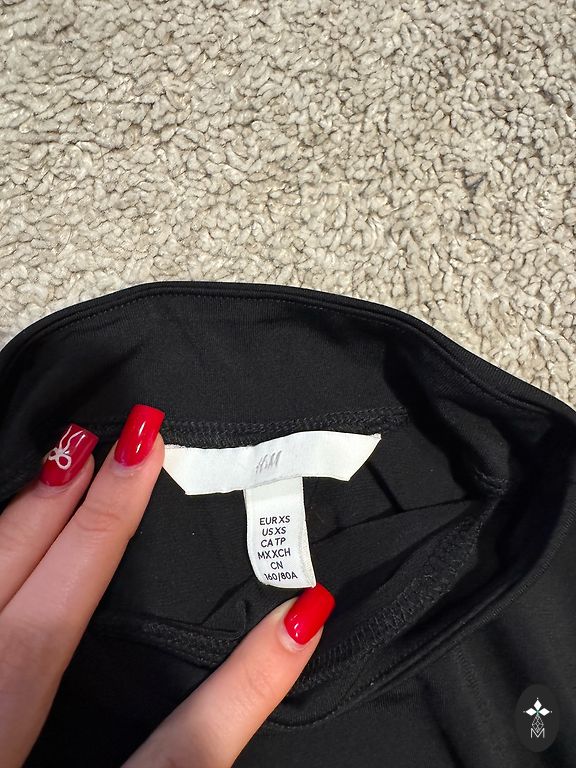 H&M
EUR XS
US XS
CA TP
MX XCH
CN
160/80A
M